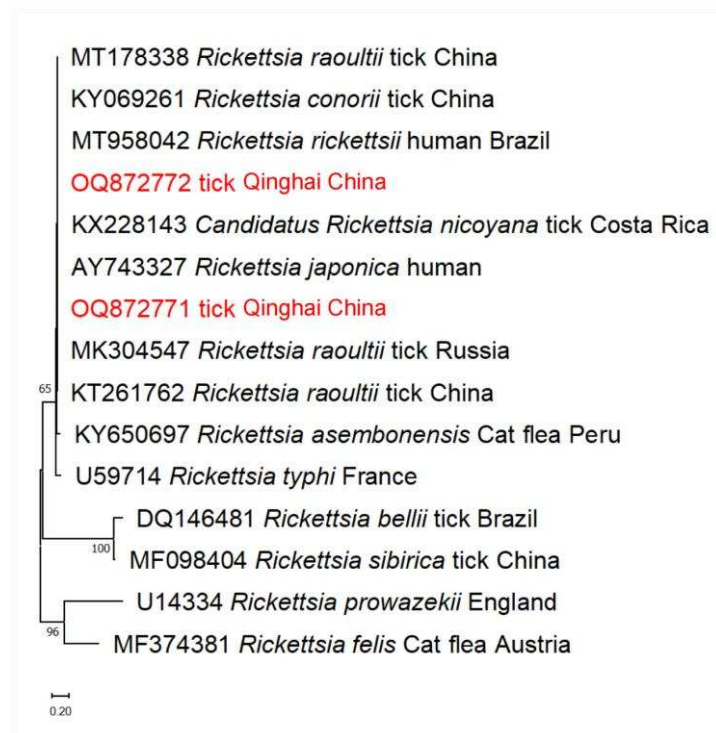 MT178338 Rickettsia raoultii tick China
KY069261 Rickettsia conorii tick China
MT958042 Rickettsia rickettsii human Brazil
OQ872772 tick Qinghai China
KX228143 Candidatus Rickettsia nicoyana tick Costa Rica
AY743327 Rickettsia japonica human
OQ872771 tick Qinghai China
MK304547 Rickettsia raoultii tick Russia
65
KT261762 Rickettsia raoultii tick China
KY650697 Rickettsia asembonensis Cat flea Peru
U59714 Rickettsia typhi France
DQ146481 Rickettsia bellii tick Brazil
100
MF098404 Rickettsia sibirica tick China
U14334 Rickettsia prowazekii England
96
MF374381 Rickettsia felis Cat flea Austria
0.20